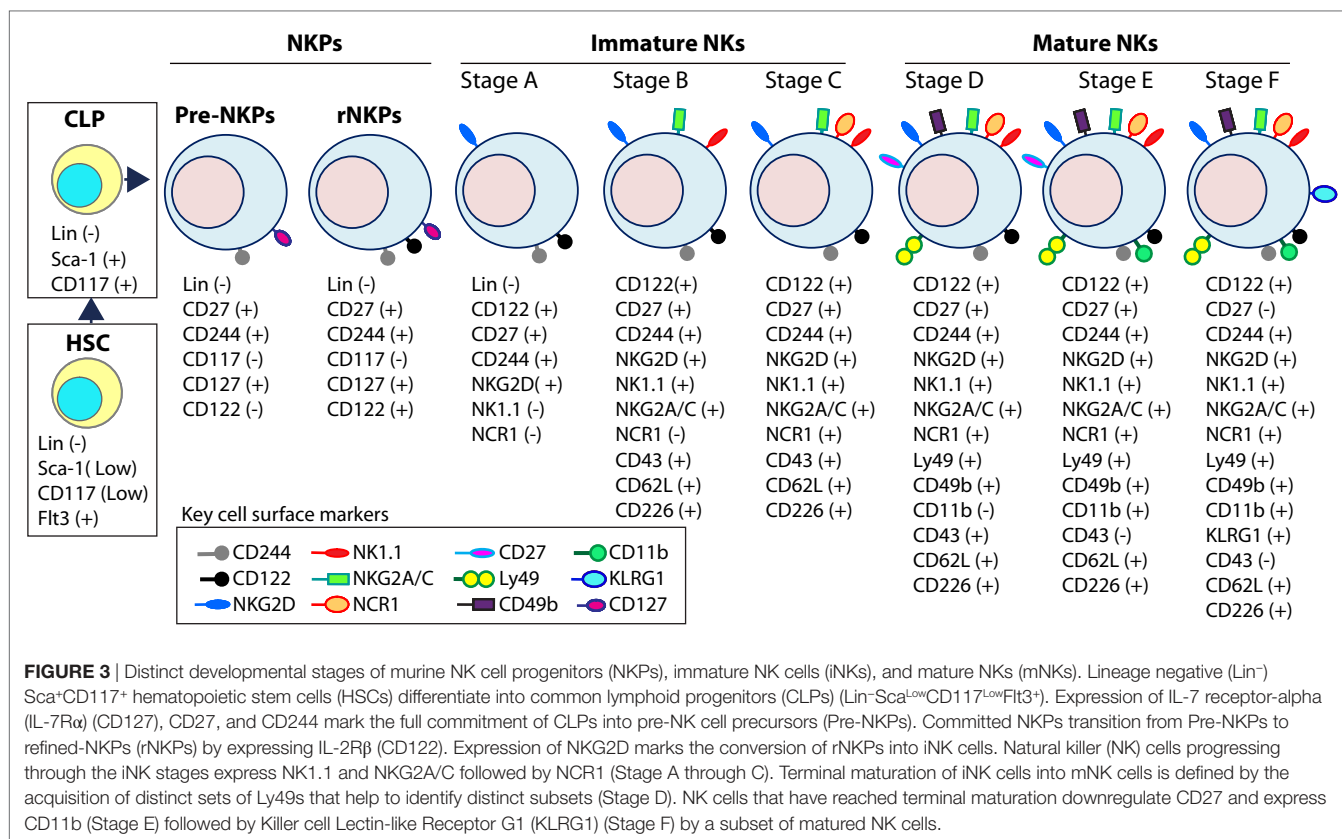 NKPs
Immature NKs
Mature NKs
Stage A
Stage B
Stage C
Stage D
Stage E
Stage F
CLP
Lin (-)
Sca-1 (+)
CD117 (+)
HSC
Lin (-)
Sca-1( Low)
CD117 (Low)
Flt3 (+)
Pre-NKPs
Lin (-)
CD27 (+)
CD244 (+)
CD117 (-)
CD127 (+)
CD122 (-)
rNKPs
Lin (-)
CD27 (+)
CD244 (+)
CD117 (-)
CD127 (+)
CD122 (+)
Lin (-)
CD122 (+)
CD27 (+)
CD244 (+)
NKG2D( +)
NK1.1 (-)
NCR1 (-)
CD122(+)
CD27 (+)
CD244 (+)
NKG2D (+)
NK1.1 (+)
NKG2A/C (+)
NCR1 (-)
CD43 (+)
CD62L (+)
CD226 (+)
CD122 (+)
CD27 (+)
CD244 (+)
NKG2D (+)
NK1.1 (+)
NKG2A/C (+)
NCR1 (+)
CD43 (+)
CD62L (+)
CD226 (+)
CD122 (+)
CD27 (+)
CD244 (+)
NKG2D (+)
NK1.1 (+)
NKG2A/C (+)
NCR1 (+)
Ly49 (+)
CD49b (+)
CD11b (-)
CD43 (+)
CD62L (+)
CD226 (+)
CD122 (+)
CD27 (+)
CD244 (+)
NKG2D (+)
NK1.1 (+)
NKG2A/C (+)
NCR1 (+)
Ly49 (+)
CD49b (+)
CD11b (+)
CD43 (-)
CD62L (+)
CD226 (+)
CD122 (+)
CD27 (-)
CD244 (+)
NKG2D (+)
NK1.1 (+)
NKG2A/C (+)
NCR1 (+)
Ly49 (+)
CD49b (+)
CD11b (+)
KLRG1 (+)
CD43 (-)
CD62L (+)
CD226 (+)
Key cell surface markers
CD244 NK1.1 CD27 CD11b
CD122 NKG2A/C Ly49 KLRG1
NKG2D NCR1 CD49b CD127
FIGURE 3 | Distinct developmental stages of murine NK cell progenitors (NKPs), immature NK cells (iNKs), and mature NKs (mNKs). Lineage negative (Lin⁻)
Sca⁺CD117⁺ hematopoietic stem cells (HSCs) differentiate into common lymphoid progenitors (CLPs) (Lin⁻Sca^Low CD117^Low Flt3⁺). Expression of IL-7 receptor-alpha
(IL-7Rα) (CD127), CD27, and CD244 mark the full commitment of CLPs into pre-NK cell precursors (Pre-NKPs). Committed NKPs transition from Pre-NKPs to
refined-NKPs (rNKPs) by expressing IL-2Rβ (CD122). Expression of NKG2D marks the conversion of rNKPs into iNK cells. Natural killer (NK) cells progressing
through the iNK stages express NK1.1 and NKG2A/C followed by NCR1 (Stage A through C). Terminal maturation of iNK cells into mNK cells is defined by the
acquisition of distinct sets of Ly49s that help to identify distinct subsets (Stage D). NK cells that have reached terminal maturation downregulate CD27 and express
CD11b (Stage E) followed by Killer cell Lectin-like Receptor G1 (KLRG1) (Stage F) by a subset of matured NK cells.